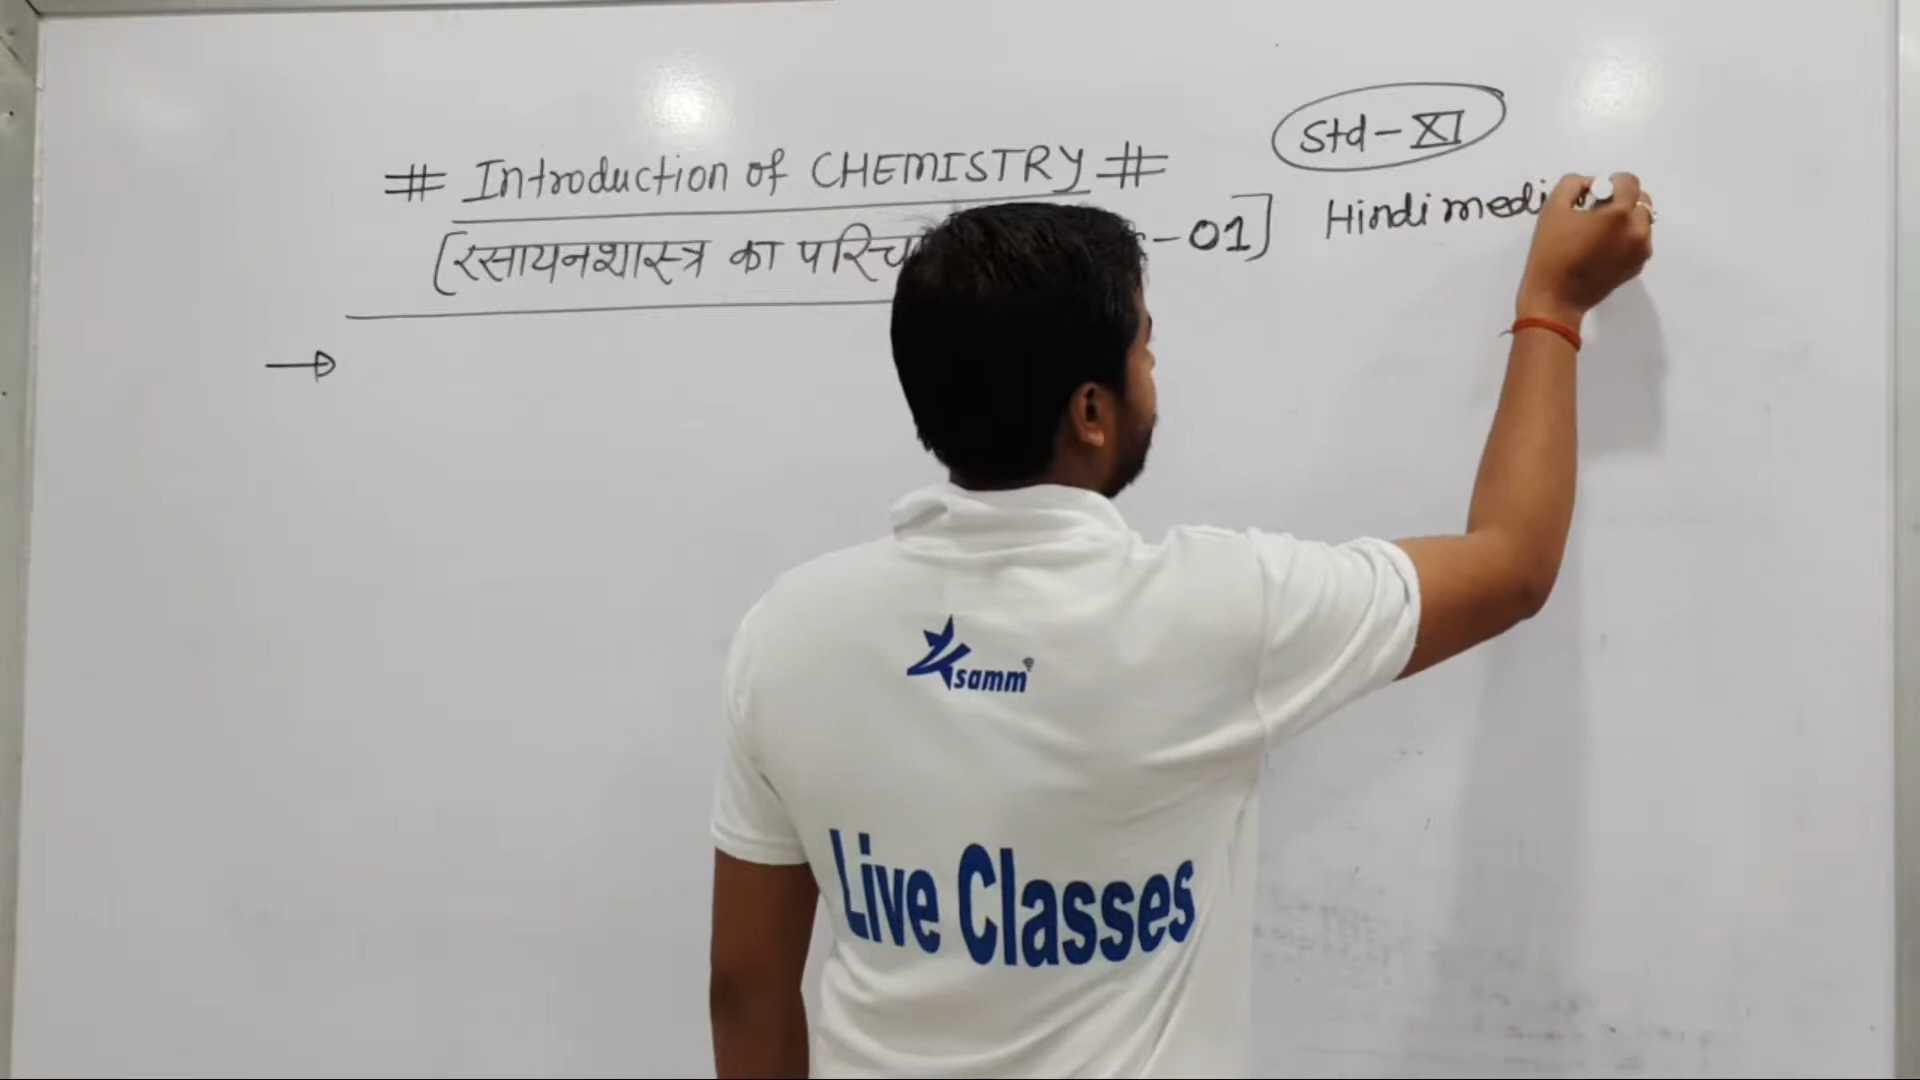 # Introduction of CHEMISTRY #
Std-XI
[रसायनशास्त्र का -01]
Hindi
samm
Live Classes